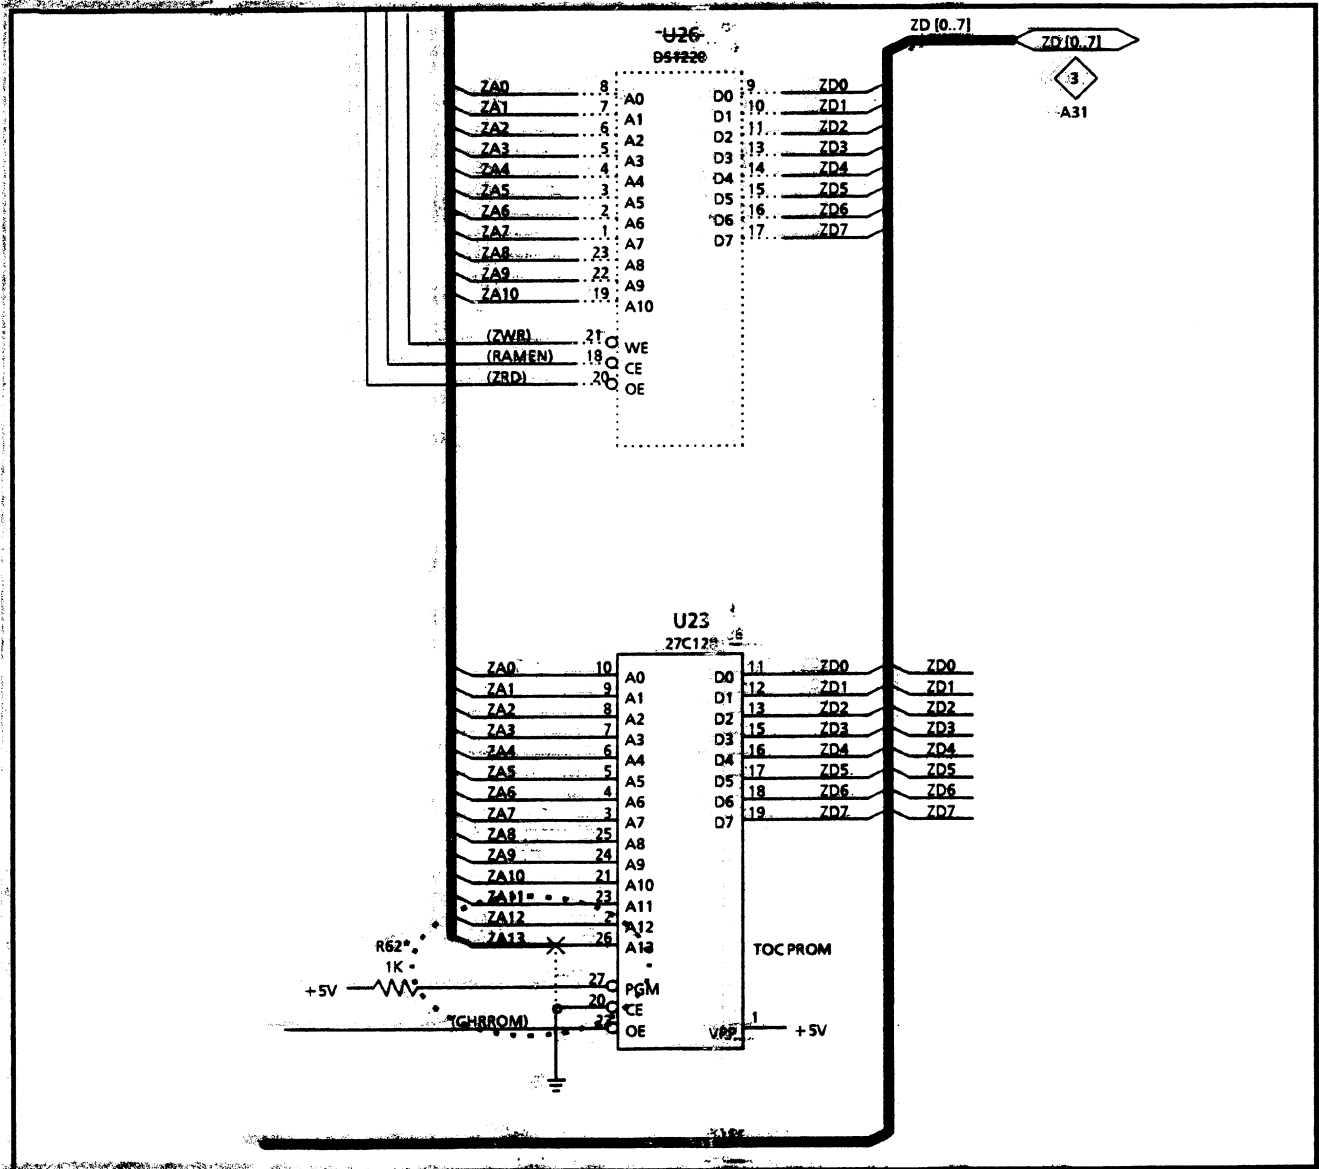 ZD [0..7]
ZD [0..7]
3
A31
U26
DS1220
ZA0 8 A0 D0 9 ZD0
ZA1 7 A1 D1 10 ZD1
ZA2 6 A2 D2 11 ZD2
ZA3 5 A3 D3 13 ZD3
ZA4 4 A4 D4 14 ZD4
ZA5 3 A5 D5 15 ZD5
ZA6 2 A6 D6 16 ZD6
ZA7 1 A7 D7 17 ZD7
ZA8 23 A8
ZA9 22 A9
ZA10 19 A10
(ZWR) 21 WE
(RAMEN) 18 CE
(ZRD) 20 OE
U23
ZA0 10 A0 D0 11 ZD0 ZD0
ZA1 9 A1 D1 12 ZD1 ZD1
ZA2 8 A2 D2 13 ZD2 ZD2
ZA3 7 A3 D3 15 ZD3 ZD3
ZA4 6 A4 D4 16 ZD4 ZD4
ZA5 5 A5 D5 17 ZD5 ZD5
ZA6 4 A6 D6 18 ZD6 ZD6
ZA7 3 A7 D7 19 ZD7 ZD7
ZA8 25 A8
ZA9 24 A9
ZA10 21 A10
ZA11 23 A11
ZA12 2 A12
ZA13 26 A13 TOC PROM
R62
1K
+5V 27 PGM
20 CE
(GHRROM) 22 OE VPP 1 +5V